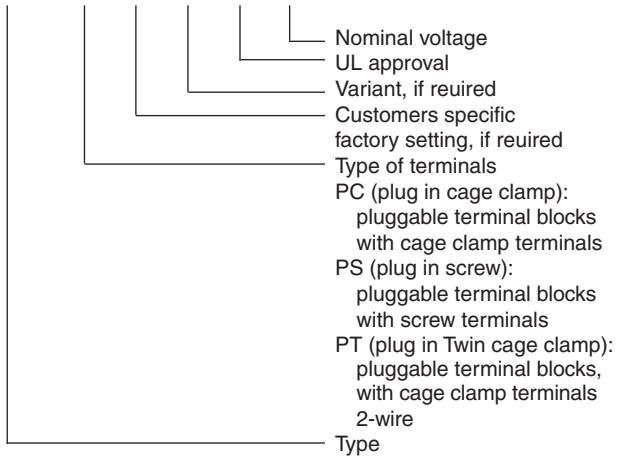 Nominal voltage
UL approval
Variant, if reuired
Customers specific
factory setting, if reuired
Type of terminals
PC (plug in cage clamp):
pluggable terminal blocks
with cage clamp terminals
PS (plug in screw):
pluggable terminal blocks
with screw terminals
PT (plug in Twin cage clamp):
pluggable terminal blocks,
with cage clamp terminals
2-wire
Type